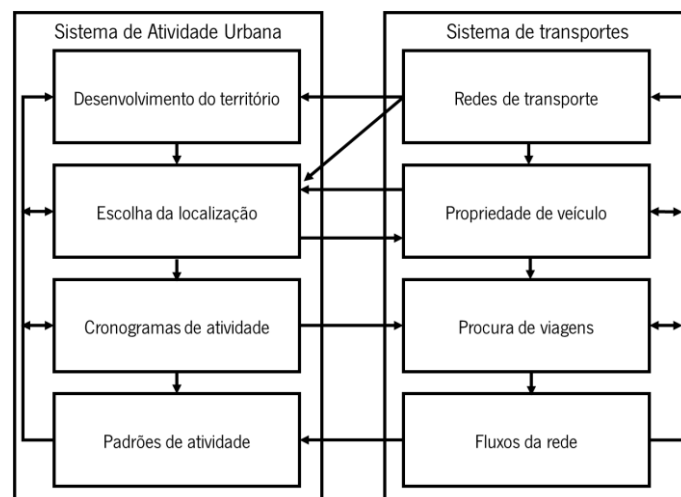 Sistema de Atividade Urbana
Sistema de transportes
Desenvolvimento do território
Redes de transporte
Escolha da localização
Propriedade de veículo
Cronogramas de atividade
Procura de viagens
Padrões de atividade
Fluxos da rede